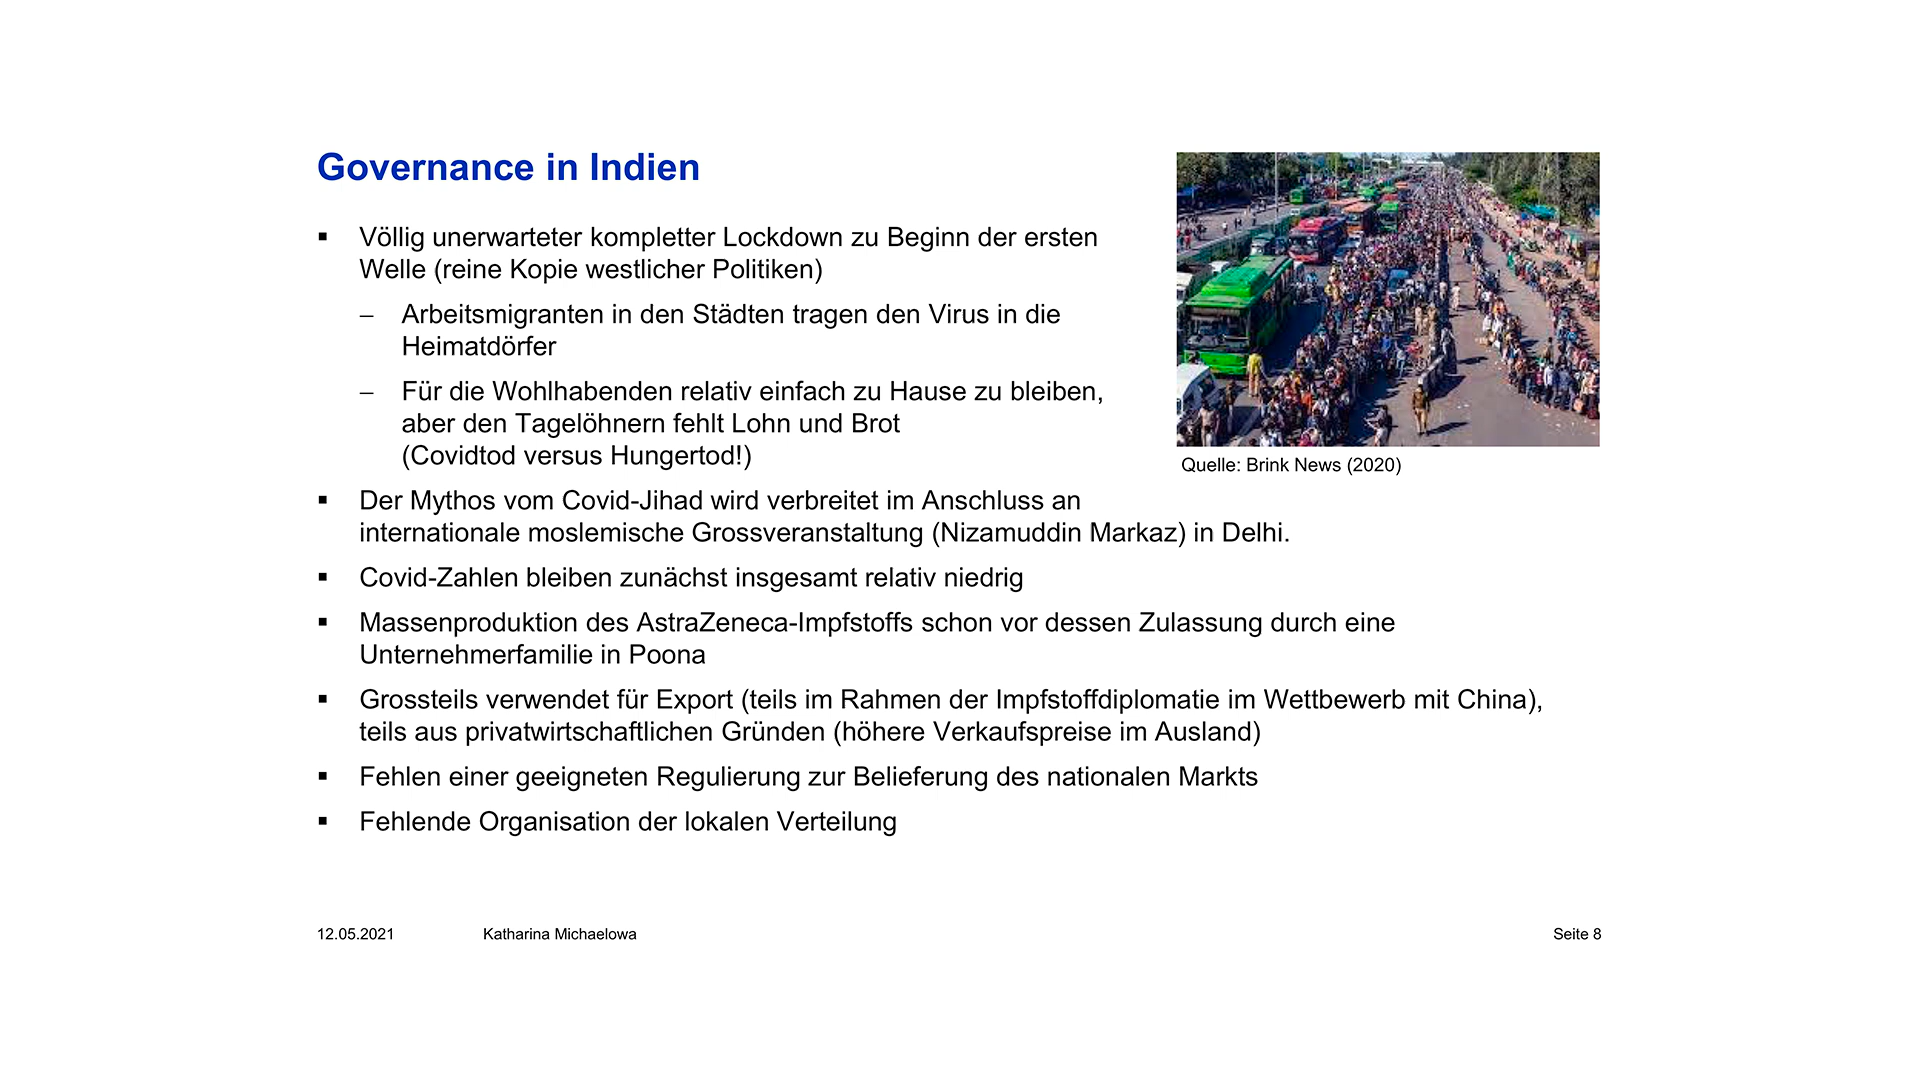 Governance in Indien
▪ Völlig unerwarteter kompletter Lockdown zu Beginn der ersten
Welle (reine Kopie westlicher Politiken)
– Arbeitsmigranten in den Städten tragen den Virus in die
Heimatdörfer
– Für die Wohlhabenden relativ einfach zu Hause zu bleiben,
aber den Tagelöhnern fehlt Lohn und Brot
(Covidtod versus Hungertod!)
Quelle: Brink News (2020)
▪ Der Mythos vom Covid-Jihad wird verbreitet im Anschluss an
internationale moslemische Grossveranstaltung (Nizamuddin Markaz) in Delhi.
▪ Covid-Zahlen bleiben zunächst insgesamt relativ niedrig
▪ Massenproduktion des AstraZeneca-Impfstoffs schon vor dessen Zulassung durch eine
Unternehmerfamilie in Poona
▪ Grossteils verwendet für Export (teils im Rahmen der Impfstoffdiplomatie im Wettbewerb mit China),
teils aus privatwirtschaftlichen Gründen (höhere Verkaufspreise im Ausland)
▪ Fehlen einer geeigneten Regulierung zur Belieferung des nationalen Markts
▪ Fehlende Organisation der lokalen Verteilung
12.05.2021 Katharina Michaelowa Seite 8